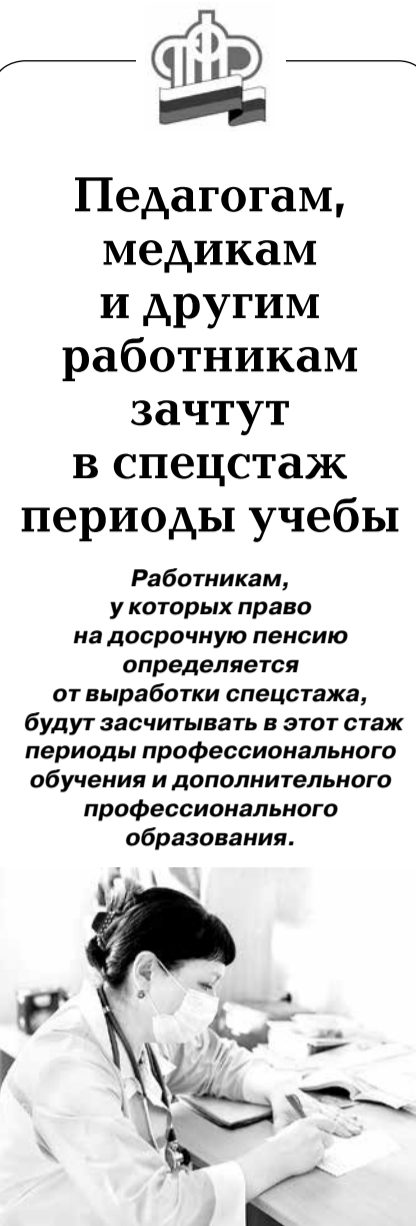 Педагогам,
медикам
и другим
работникам
зачтут
в спецстаж
периоды учебы
Работникам,
у которых право
на досрочную пенсию
определяется
от выработки спецстажа,
будут засчитывать в этот стаж
периоды профессионального
обучения и дополнительного
профессионального
образования.